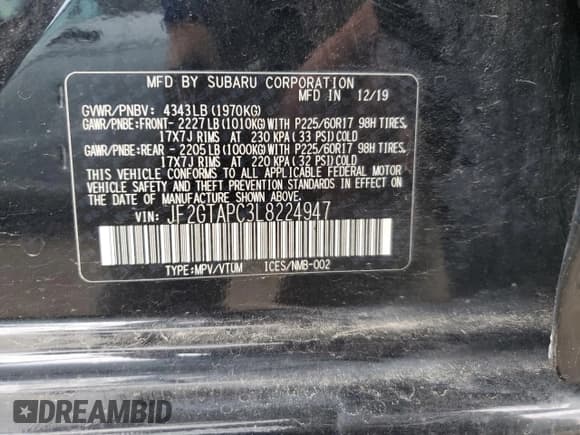 MFD BY SUBARU CORPORATION
GVWR/PNBV: 4343LB (1970KG) MFD IN 12/19
GAWR/PNBE:FRONT-2227LB (1010KG) WITH P225/60R17 98H TIRES,
17X7J RIMS AT 230 KPA (33 PSI) COLD
GAWR/PNBE:REAR -2205LB (1000KG) WITH P225/60R17 98H TIRES,
17X7J RIMS AT 220 KPA (32 PSI) COLD
THIS VEHICLE CONFORMS TO ALL APPLICABLE FEDERAL MOTOR
VEHICLE SAFETY AND THEFT PREVENTION STANDARDS IN EFFECT ON
THE DATE OF MANUFACTURE SHOWN ABOVE.
VIN: JF2GTAPC3L8224947
TYPE:MPV/VTUM ICES/NMB-002
DREAMBID